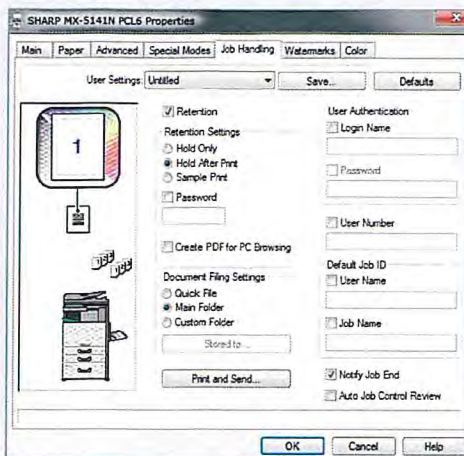 SHARP MX-5141N PCL6 Properties
Main Paper Advanced Special Modes Job Handling Watermarks Color
User Settings: Untitled Save... Defaults
1
Retention
Retention Settings
Hold Only
Hold After Print
Sample Print
Password
Create PDF for PC Browsing
Document Filing Settings
Quick File
Main Folder
Custom Folder
Stored to ...
Print and Send...
User Authentication
Login Name
Password
User Number
Default Job ID
User Name
Job Name
Notify Job End
Auto Job Control Review
OK Cancel Help